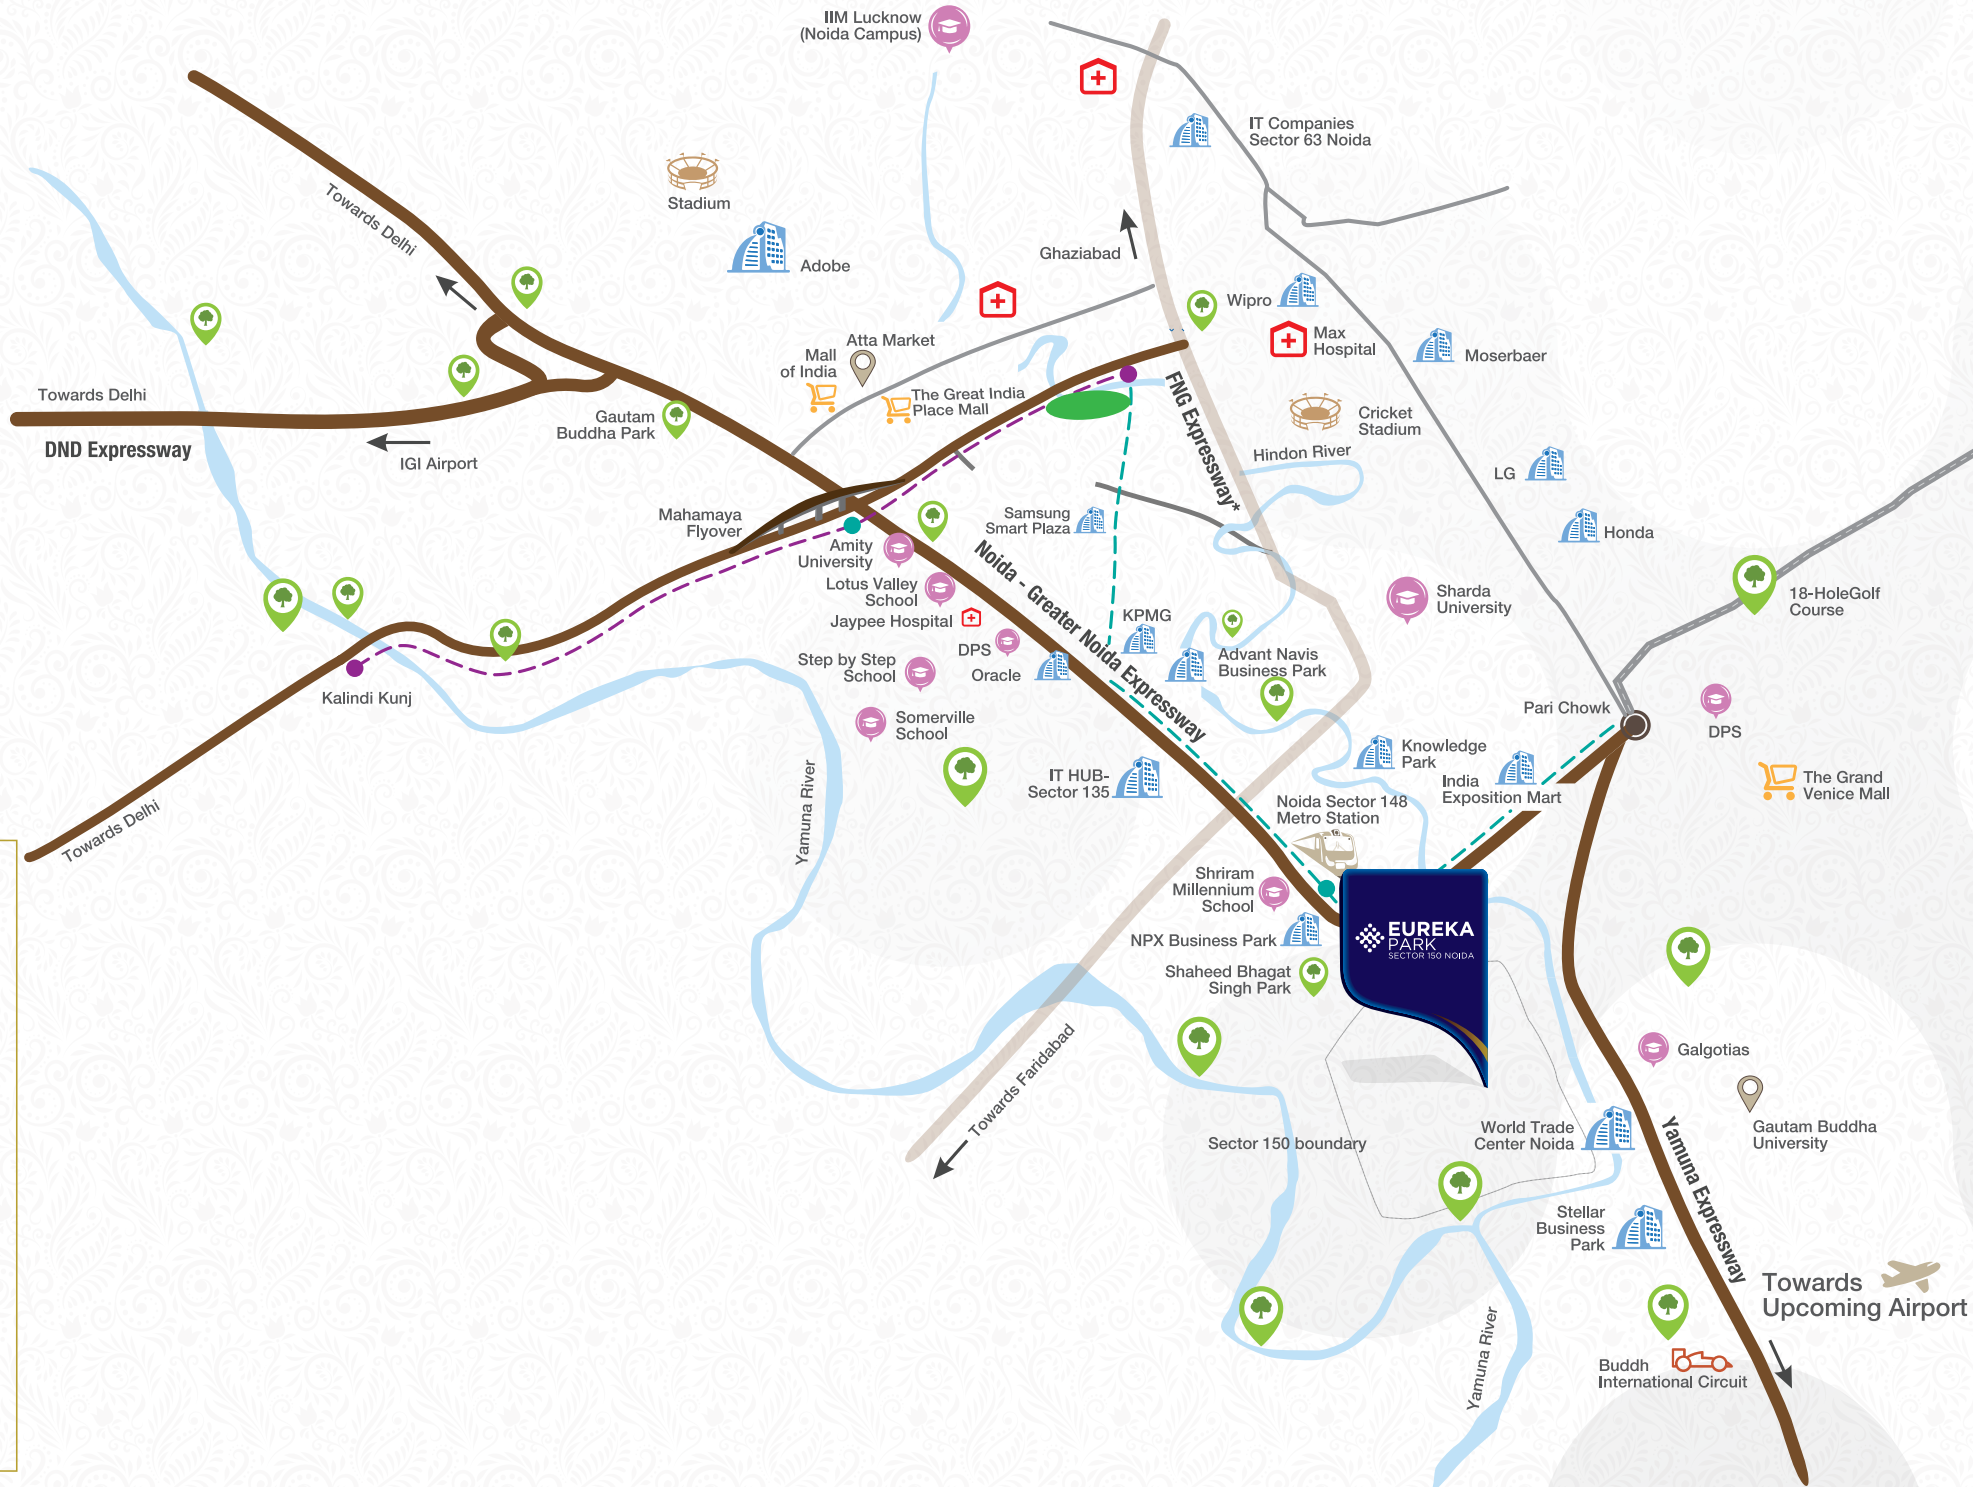 IIM Lucknow
(Noida Campus)
IT Companies
Sector 63 Noida
Towards Delhi
Stadium
Adobe
Ghaziabad
Wipro
Max
Hospital
Moserbaer
Atta Market
Mall
of India
The Great India
Place Mall
Towards Delhi
DND Expressway
IGI Airport
Gautam
Buddha Park
FNG Expressway*
Cricket
Stadium
Hindon River
LG
Honda
Mahamaya
Flyover
Samsung
Smart Plaza
Amity
University
Lotus Valley
School
Jaypee Hospital
DPS
Oracle
Step by Step
School
Somerville
School
Noida - Greater Noida Expressway
KPMG
Advant Navis
Business Park
Sharda
University
18-HoleGolf
Course
Kalindi Kunj
Pari Chowk
DPS
Knowledge
Park
India
Exposition Mart
The Grand
Venice Mall
IT HUB-
Sector 135
Noida Sector 148
Metro Station
Towards Delhi
Yamuna River
Shriram
Millennium
School
NPX Business Park
Shaheed Bhagat
Singh Park
EUREKA
PARK
SECTOR 150 NOIDA
Towards Faridabad
Galgotias
Gautam Buddha
University
World Trade
Center Noida
Sector 150 boundary
Yamuna Expressway
Stellar
Business
Park
Towards
Upcoming Airport
Yamuna River
Buddh
International Circuit